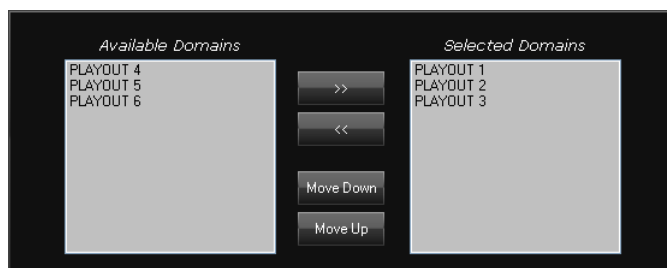 Available Domains
PLAYOUT 4
PLAYOUT 5
PLAYOUT 6
>>
<<
Move Down
Move Up
Selected Domains
PLAYOUT 1
PLAYOUT 2
PLAYOUT 3